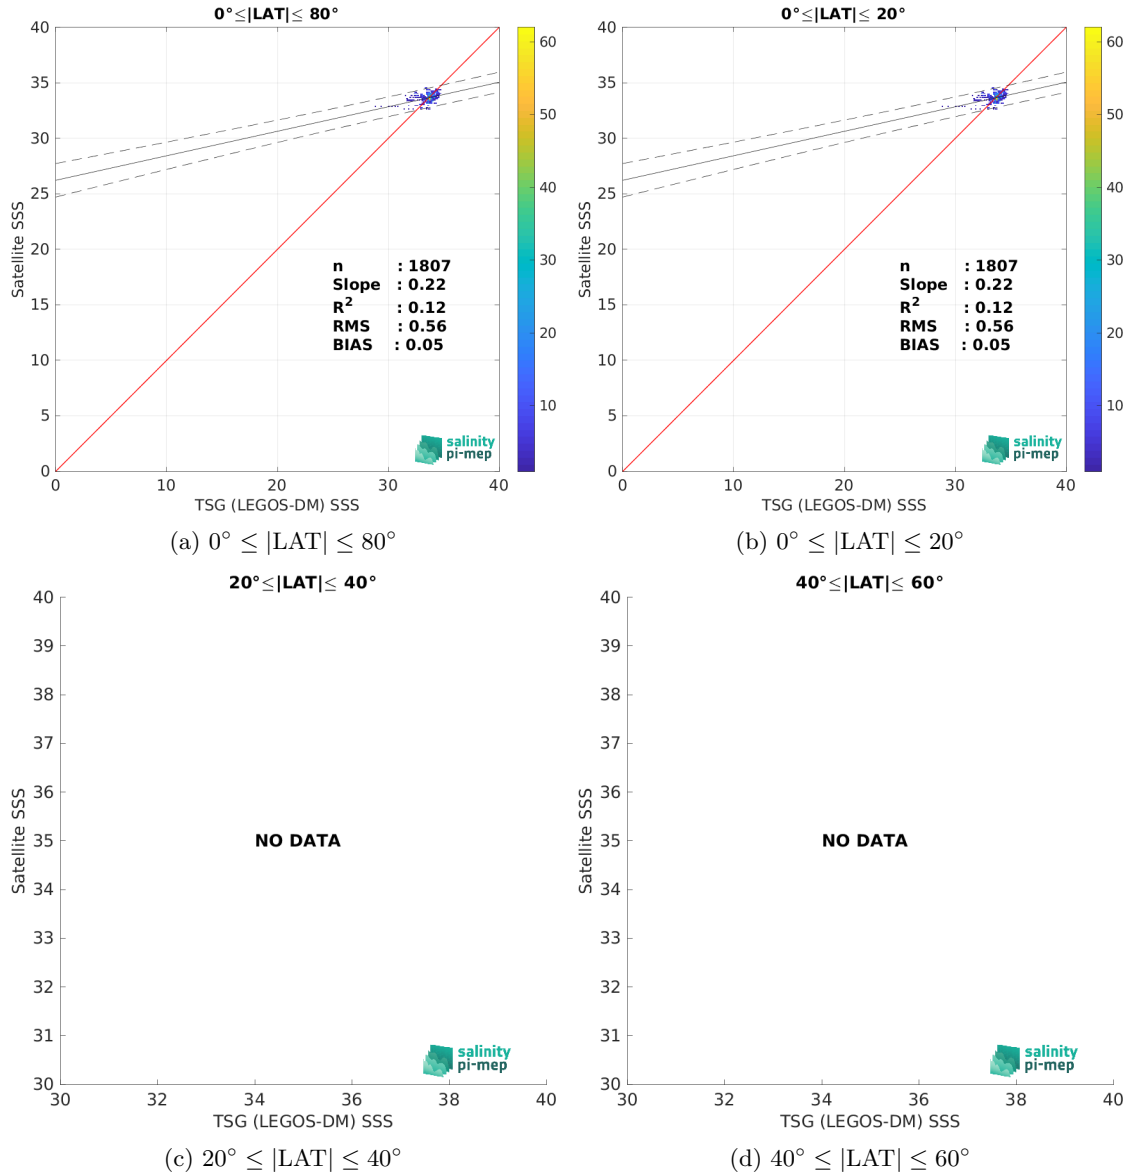 0°≤|LAT|≤ 80°
40
35
30
25
20
15
10
5
0
Satellite SSS
n : 1807
Slope : 0.22
R² : 0.12
RMS : 0.56
BIAS : 0.05
salinity
pi-mep
0 10 20 30 40
TSG (LEGOS-DM) SSS
60
50
40
30
20
10
(a) 0° ≤ |LAT| ≤ 80°
0°≤|LAT|≤ 20°
40
35
30
25
20
15
10
5
0
Satellite SSS
n : 1807
Slope : 0.22
R² : 0.12
RMS : 0.56
BIAS : 0.05
salinity
pi-mep
0 10 20 30 40
TSG (LEGOS-DM) SSS
60
50
40
30
20
10
(b) 0° ≤ |LAT| ≤ 20°
20°≤|LAT|≤ 40°
40
39
38
37
36
35
34
33
32
31
30
Satellite SSS
NO DATA
salinity
pi-mep
30 32 34 36 38 40
TSG (LEGOS-DM) SSS
(c) 20° ≤ |LAT| ≤ 40°
40°≤|LAT|≤ 60°
40
39
38
37
36
35
34
33
32
31
30
Satellite SSS
NO DATA
salinity
pi-mep
30 32 34 36 38 40
TSG (LEGOS-DM) SSS
(d) 40° ≤ |LAT| ≤ 60°